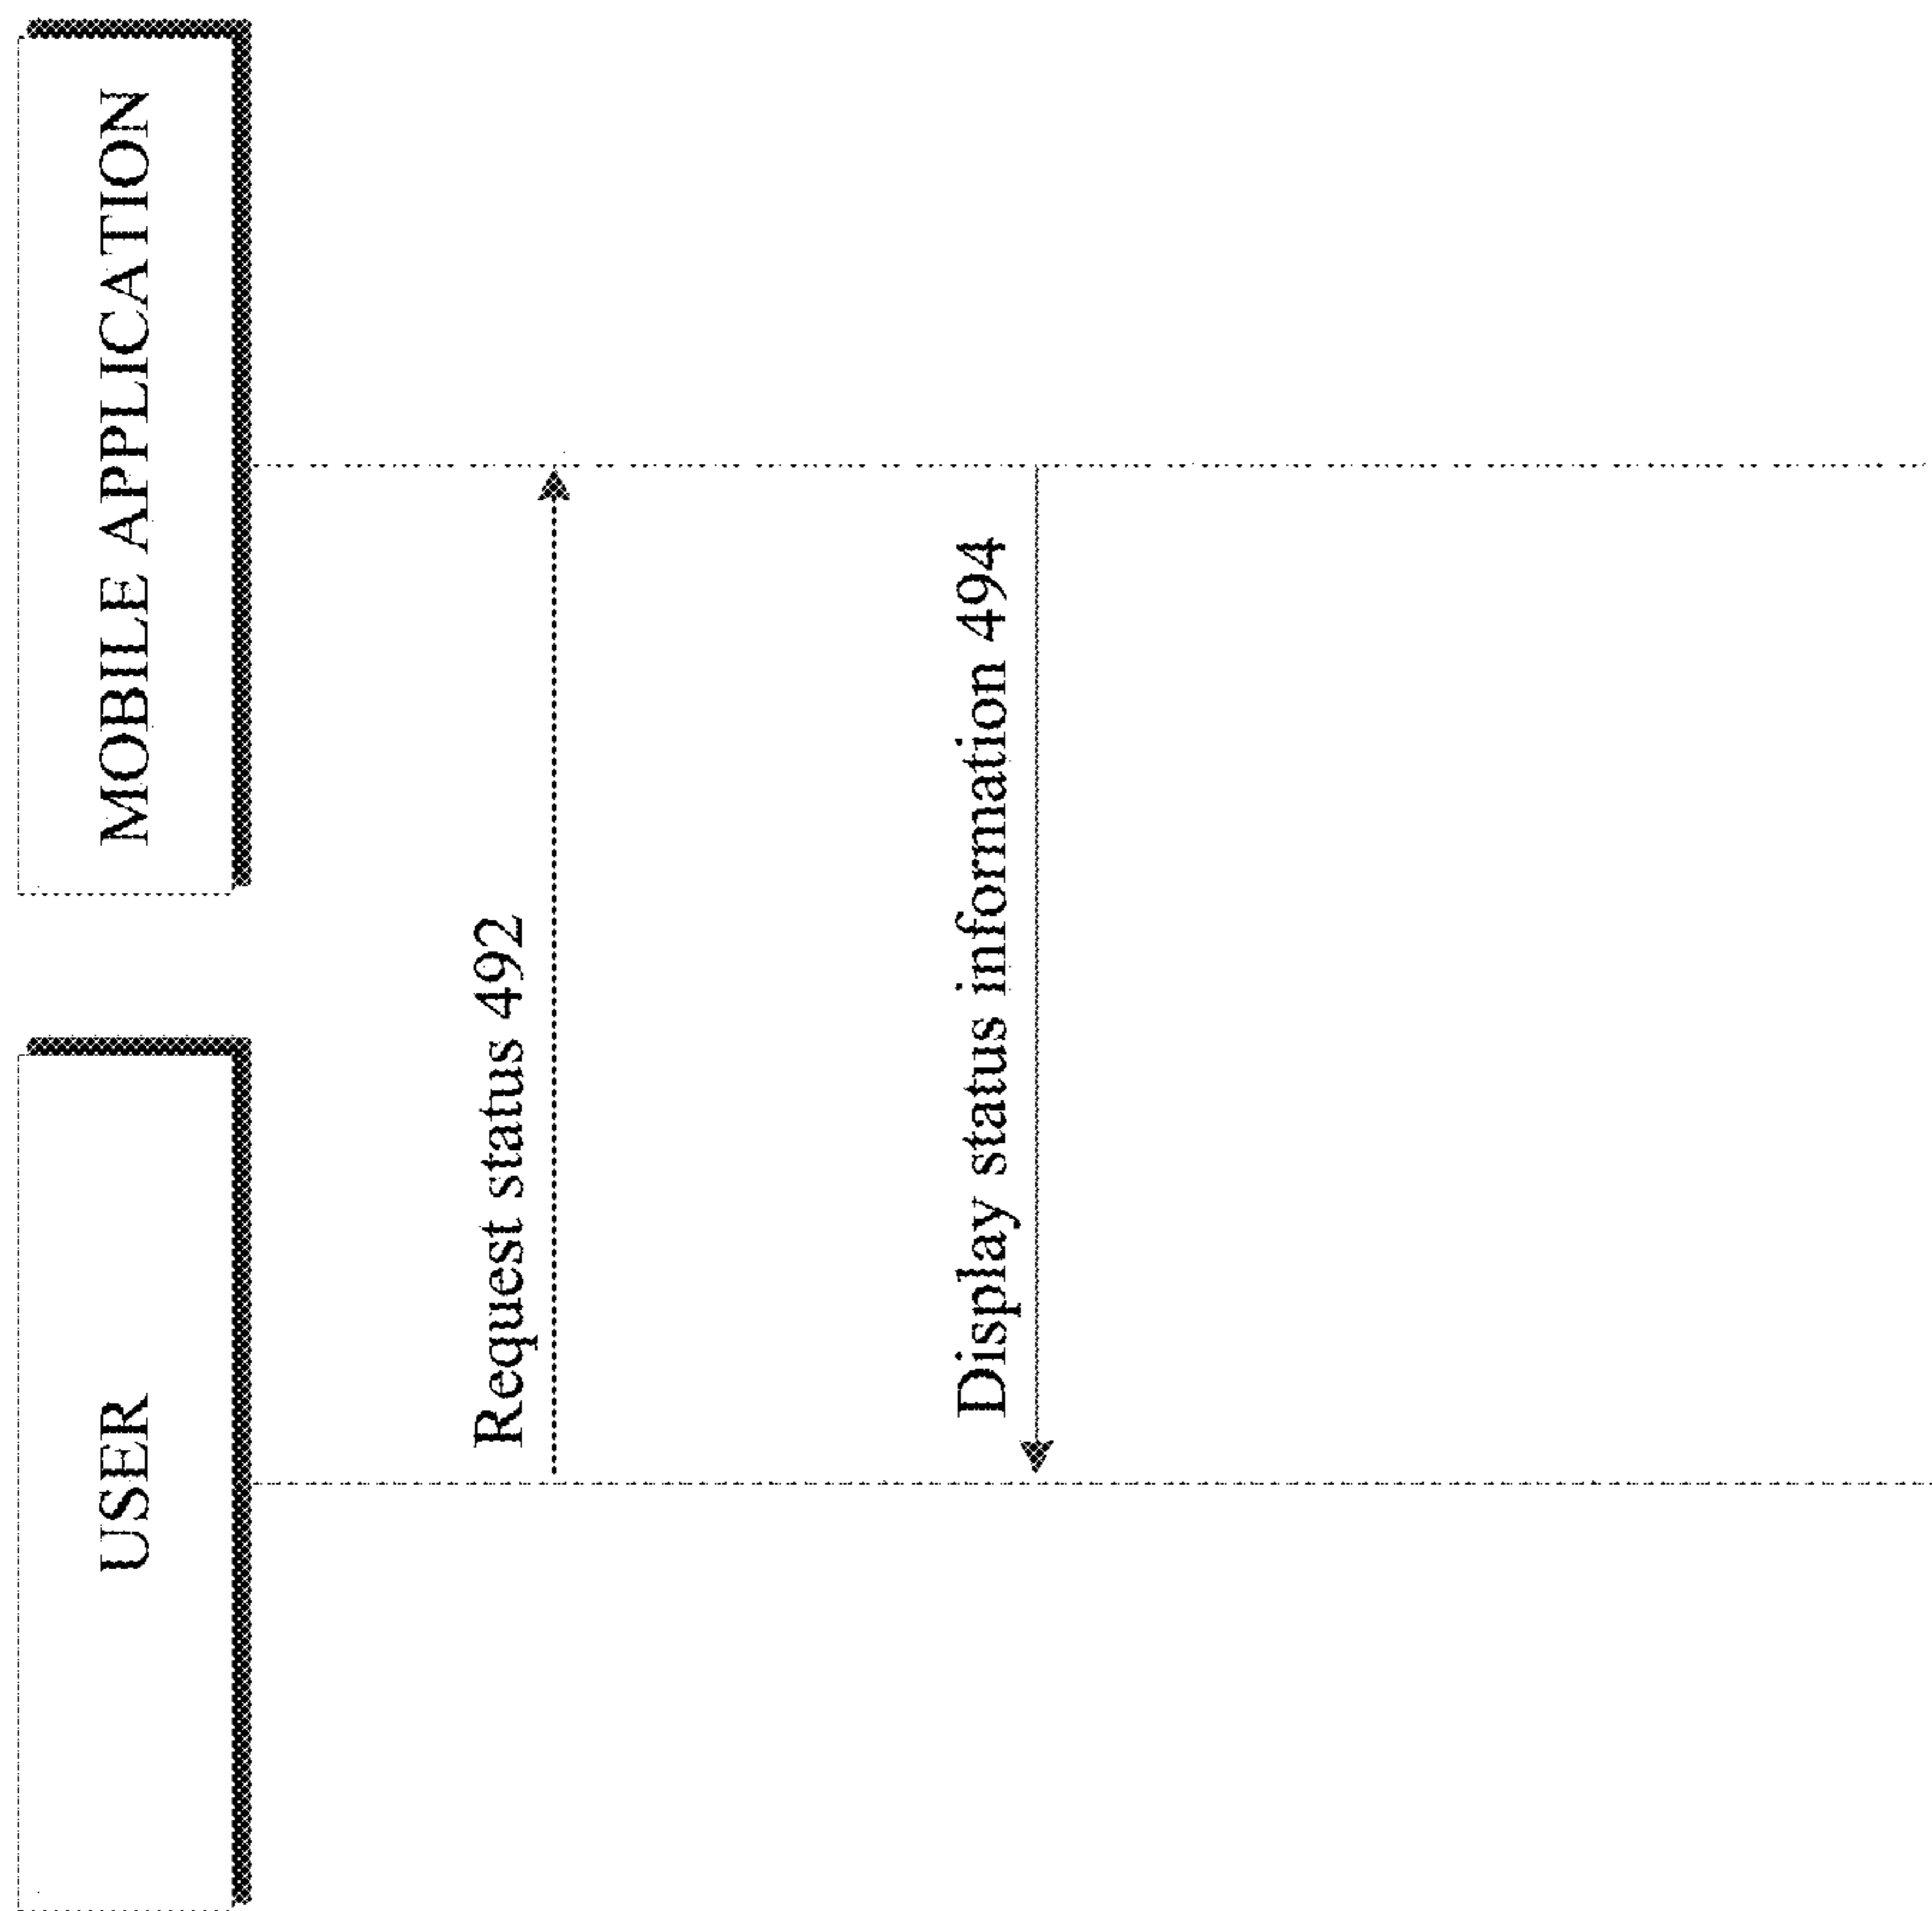 USER
MOBILE APPLICATION
Request status 492
Display status information 494